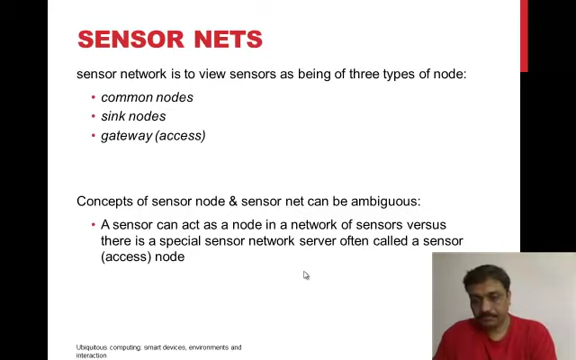 SENSOR NETS
sensor network is to view sensors as being of three types of node:
• common nodes
• sink nodes
• gateway (access)
Concepts of sensor node & sensor net can be ambiguous:
• A sensor can act as a node in a network of sensors versus
there is a special sensor network server often called a sensor
(access) node
Ubiquitous computing: smart devices, environments and
interaction